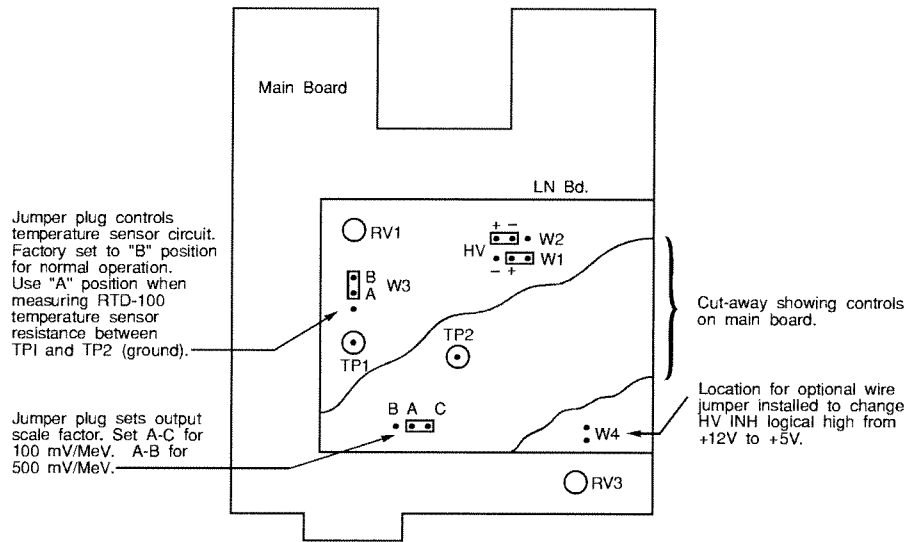 Main Board
LN Bd.
Jumper plug controls
temperature sensor circuit.
Factory set to "B" position
for normal operation.
Use "A" position when
measuring RTD-100
temperature sensor
resistance between
TP1 and TP2 (ground).
RV1
+ −
HV W2
W1
− +
B
A W3
TP1
TP2
Cut-away showing controls
on main board.
Jumper plug sets output
scale factor. Set A-C for
100 mV/MeV. A-B for
500 mV/MeV.
B A C
W4
Location for optional wire
jumper installed to change
HV INH logical high from
+12V to +5V.
RV3